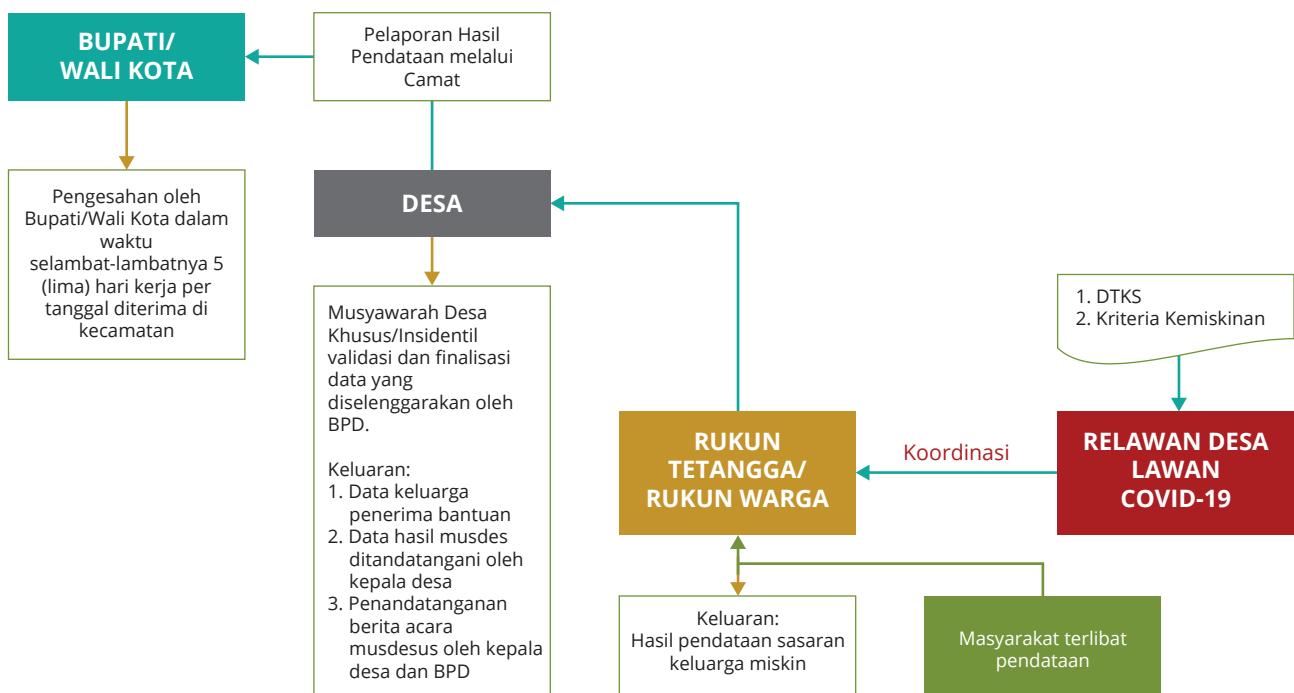 BUPATI/
WALI KOTA
Pelaporan Hasil
Pendataan melalui
Camat
Pengesahan oleh
Bupati/Wali Kota dalam
waktu
selambat-lambatnya 5
(lima) hari kerja per
tanggal diterima di
kecamatan
DESA
Musyawarah Desa
Khusus/Insidentil
validasi dan finalisasi
data yang
diselenggarakan oleh
BPD.
Keluaran:
1. Data keluarga
penerima bantuan
2. Data hasil musdes
ditandatangani oleh
kepala desa
3. Penandatanganan
berita acara
musdesus oleh kepala
desa dan BPD
RUKUN
TETANGGA/
RUKUN WARGA
Keluaran:
Hasil pendataan sasaran
keluarga miskin
Koordinasi
1. DTKS
2. Kriteria Kemiskinan
RELAWAN DESA
LAWAN
COVID-19
Masyarakat terlibat
pendataan